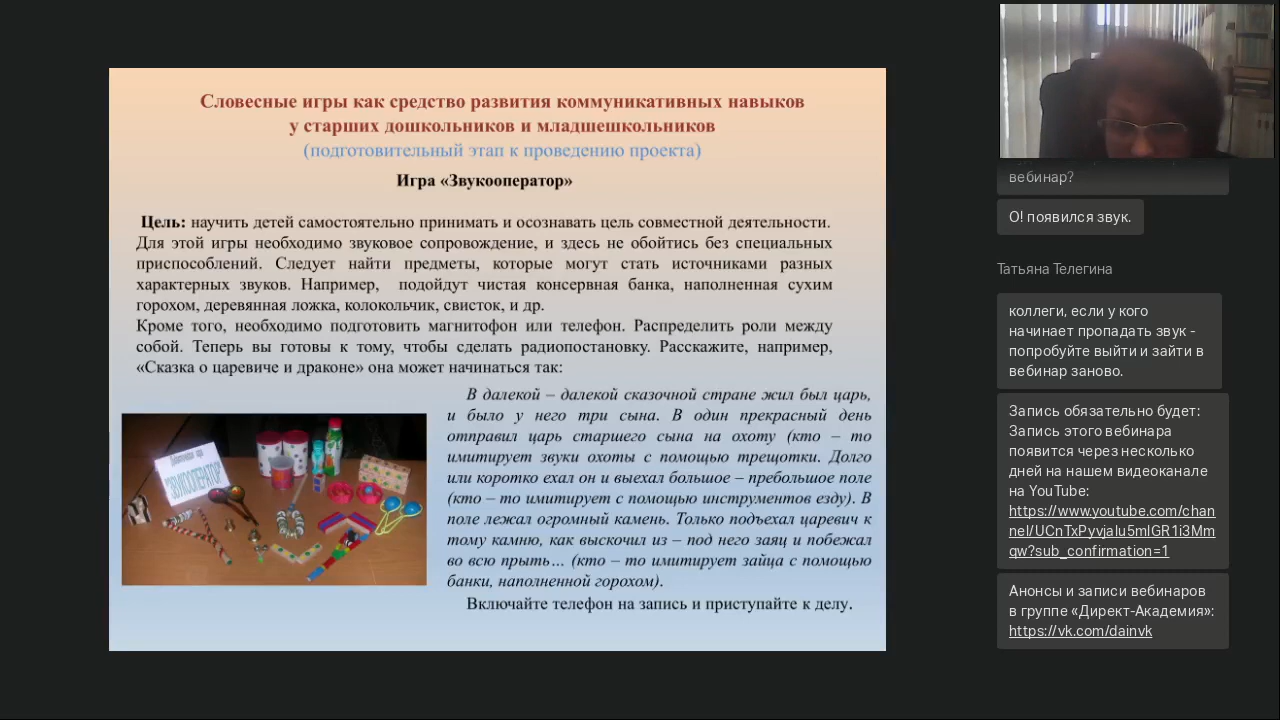 Словесные игры как средство развития коммуникативных навыков
у старших дошкольников и младшешкольников
(подготовительный этап к проведению проекта)
Игра «Звукооператор»
Цель: научить детей самостоятельно принимать и осознавать цель совместной деятельности.
Для этой игры необходимо звуковое сопровождение, и здесь не обойтись без специальных
приспособлений. Следует найти предметы, которые могут стать источниками разных
характерных звуков. Например, подойдут чистая консервная банка, наполненная сухим
горохом, деревянная ложка, колокольчик, свисток, и др.
Кроме того, необходимо подготовить магнитофон или телефон. Распределить роли между
собой. Теперь вы готовы к тому, чтобы сделать радиопостановку. Расскажите, например,
«Сказка о царевиче и драконе» она может начинаться так:
В далекой – далекой сказочной стране жил был царь,
и было у него три сына. В один прекрасный день
отправил царь старшего сына на охоту (кто – то
имитирует звуки охоты с помощью трещотки. Долго
или коротко ехал он и выехал большое – пребольшое поле
(кто – то имитирует с помощью инструментов езду). В
поле лежал огромный камень. Только подъехал царевич к
тому камню, как выскочил из – под него заяц и побежал
во всю прыть… (кто – то имитирует зайца с помощью
банки, наполненной горохом).
Включайте телефон на запись и приступайте к делу.
"ЗВУКООПЕРАТОР"
вебинар?
О! появился звук.
Татьяна Телегина
коллеги, если у кого
начинает пропадать звук -
попробуйте выйти и зайти в
вебинар заново.
Запись обязательно будет:
Запись этого вебинара
появится через несколько
дней на нашем видеоканале
на YouTube:
https://www.youtube.com/chan
nel/UCnTxPyvjalu5mlGR1i3Mm
qw?sub_confirmation=1
Анонсы и записи вебинаров
в группе «Директ-Академия»:
https://vk.com/dainvk